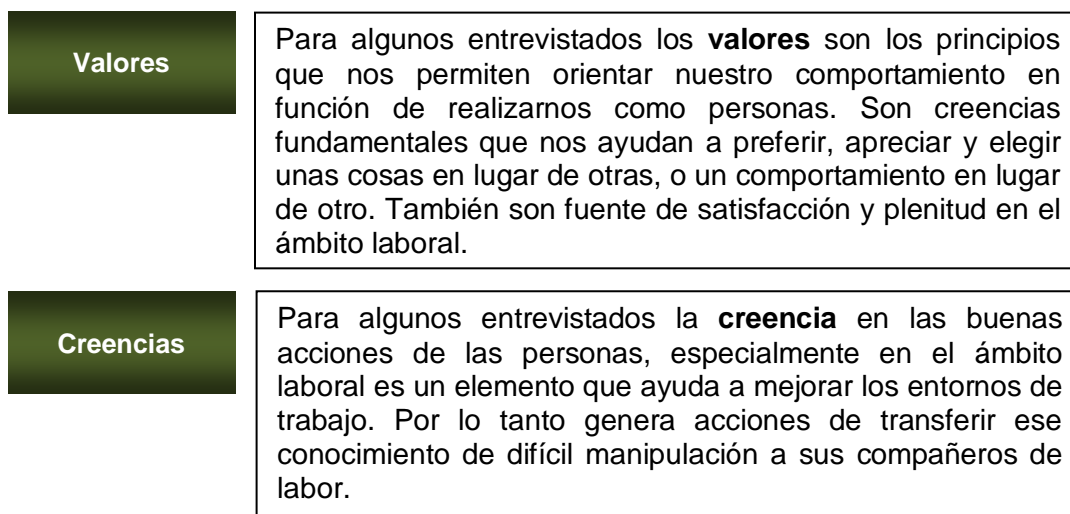 Valores
Para algunos entrevistados los valores son los principios
que nos permiten orientar nuestro comportamiento en
función de realizarnos como personas. Son creencias
fundamentales que nos ayudan a preferir, apreciar y elegir
unas cosas en lugar de otras, o un comportamiento en lugar
de otro. También son fuente de satisfacción y plenitud en el
ámbito laboral.
Creencias
Para algunos entrevistados la creencia en las buenas
acciones de las personas, especialmente en el ámbito
laboral es un elemento que ayuda a mejorar los entornos de
trabajo. Por lo tanto genera acciones de transferir ese
conocimiento de difícil manipulación a sus compañeros de
labor.